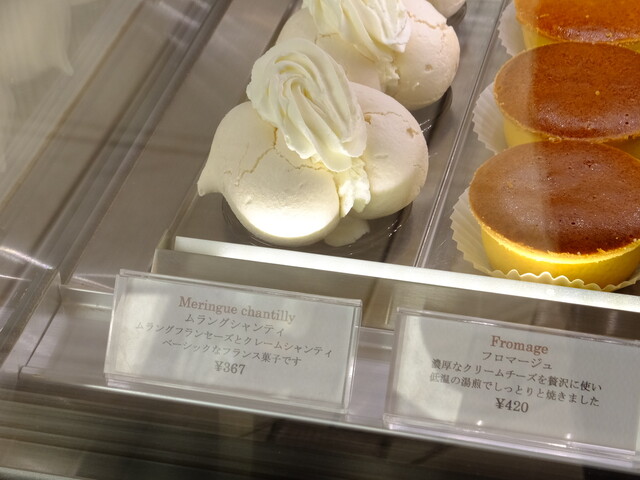 Meringue chantilly
ムラングシャンティ
ムラングフランセーズとクレームシャンティ
ベーシックなフランス菓子です
¥367
Fromage
フロマージュ
濃厚なクリームチーズを贅沢に使い
低温の湯煎でしっとりと焼きました
¥420